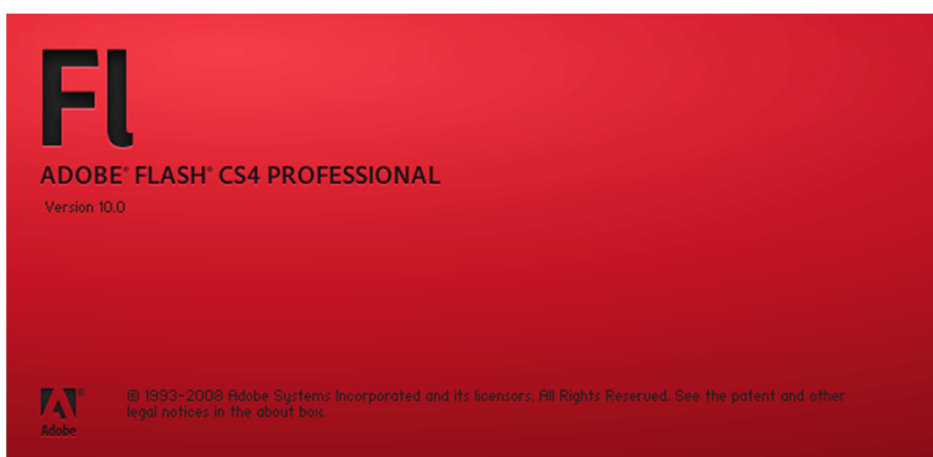 Fl
ADOBE® FLASH® CS4 PROFESSIONAL
Version 10.0
© 1993-2008 Adobe Systems Incorporated and its licensors. All Rights Reserved. See the patent and other
legal notices in the about box.
®
Adobe